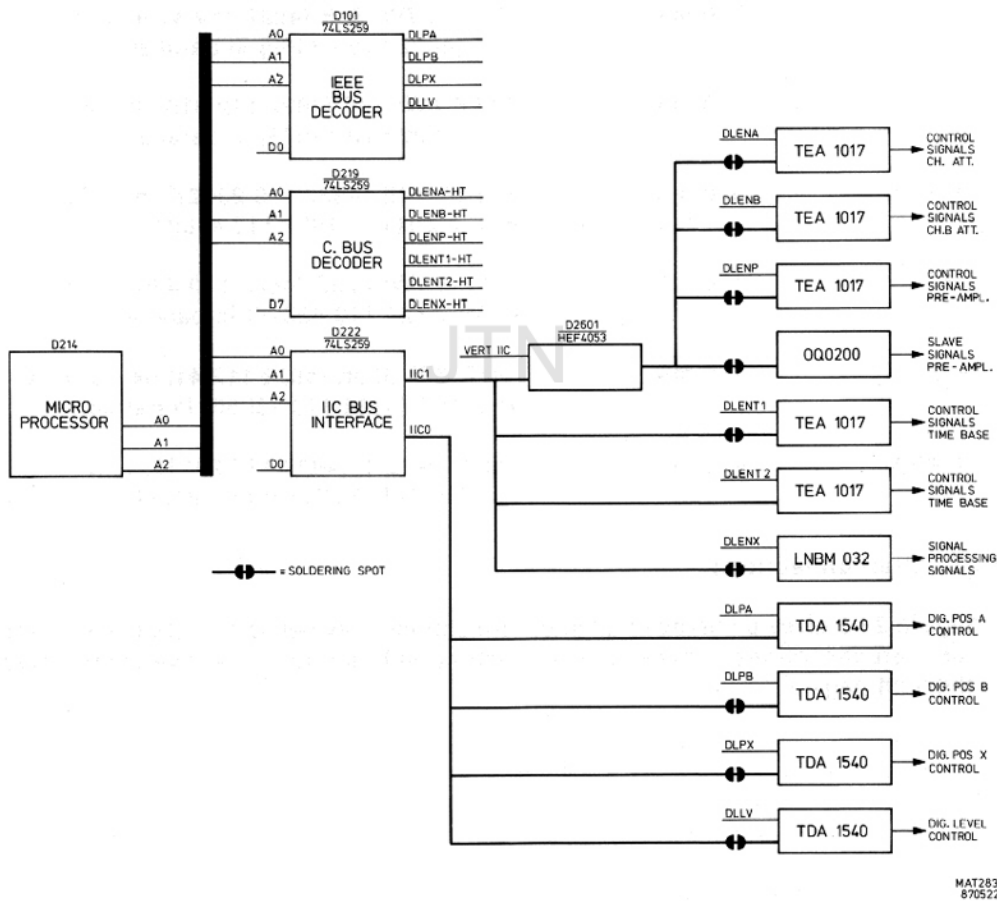 D101
74LS259
A0
A1
A2
D0
IEEE
BUS
DECODER
DLPA
DLPB
DLPX
DLLV
D219
74LS259
A0
A1
A2
D7
C. BUS
DECODER
DLENA-HT
DLENB-HT
DLENP-HT
DLENT1-HT
DLENT2-HT
DLENX-HT
D222
74LS259
A0
A1
A2
D0
IIC BUS
INTERFACE
IIC1
IIC0
D214
MICRO
PROCESSOR
A0
A1
A2
= SOLDERING SPOT
JTN
VERT IIC
D2601
HEF4053
DLENA
TEA 1017
CONTROL
SIGNALS
CH. ATT.
DLENB
TEA 1017
CONTROL
SIGNALS
CH.B ATT.
DLENP
TEA 1017
CONTROL
SIGNALS
PRE-AMPL.
OQ0200
SLAVE
SIGNALS
PRE-AMPL.
DLENT1
TEA 1017
CONTROL
SIGNALS
TIME BASE
DLENT 2
TEA 1017
CONTROL
SIGNALS
TIME BASE
DLENX
LNBM 032
SIGNAL
PROCESSING
SIGNALS
DLPA
TDA 1540
DIG. POS A
CONTROL
DLPB
TDA 1540
DIG. POS B
CONTROL
DLPX
TDA 1540
DIG. POS X
CONTROL
DLLV
TDA 1540
DIG. LEVEL
CONTROL
MAT283
870522